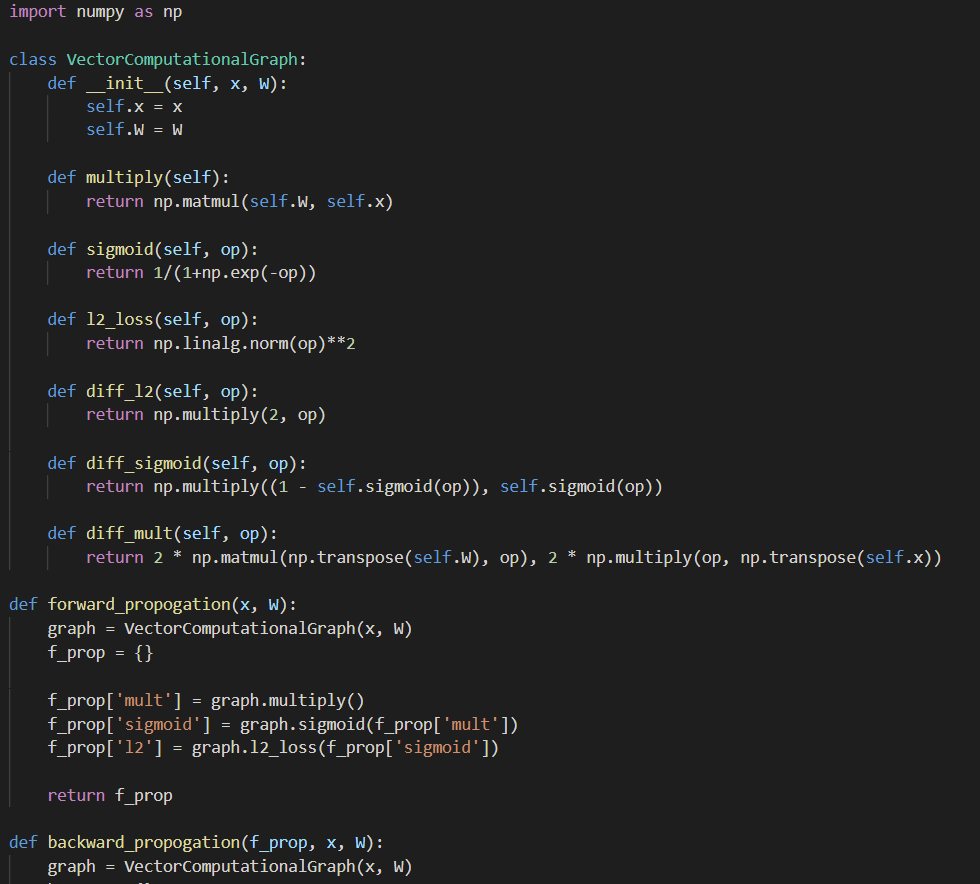 import numpy as np
class VectorComputationalGraph:
def __init__(self, x, W):
self.x = x
self.W = W
def multiply(self):
return np.matmul(self.W, self.x)
def sigmoid(self, op):
return 1/(1+np.exp(-op))
def l2_loss(self, op):
return np.linalg.norm(op)**2
def diff_l2(self, op):
return np.multiply(2, op)
def diff_sigmoid(self, op):
return np.multiply((1 - self.sigmoid(op)), self.sigmoid(op))
def diff_mult(self, op):
return 2 * np.matmul(np.transpose(self.W), op), 2 * np.multiply(op, np.transpose(self.x))
def forward_propogation(x, W):
graph = VectorComputationalGraph(x, W)
f_prop = {}
f_prop['mult'] = graph.multiply()
f_prop['sigmoid'] = graph.sigmoid(f_prop['mult'])
f_prop['l2'] = graph.l2_loss(f_prop['sigmoid'])
return f_prop
def backward_propogation(f_prop, x, W):
graph = VectorComputationalGraph(x, W)